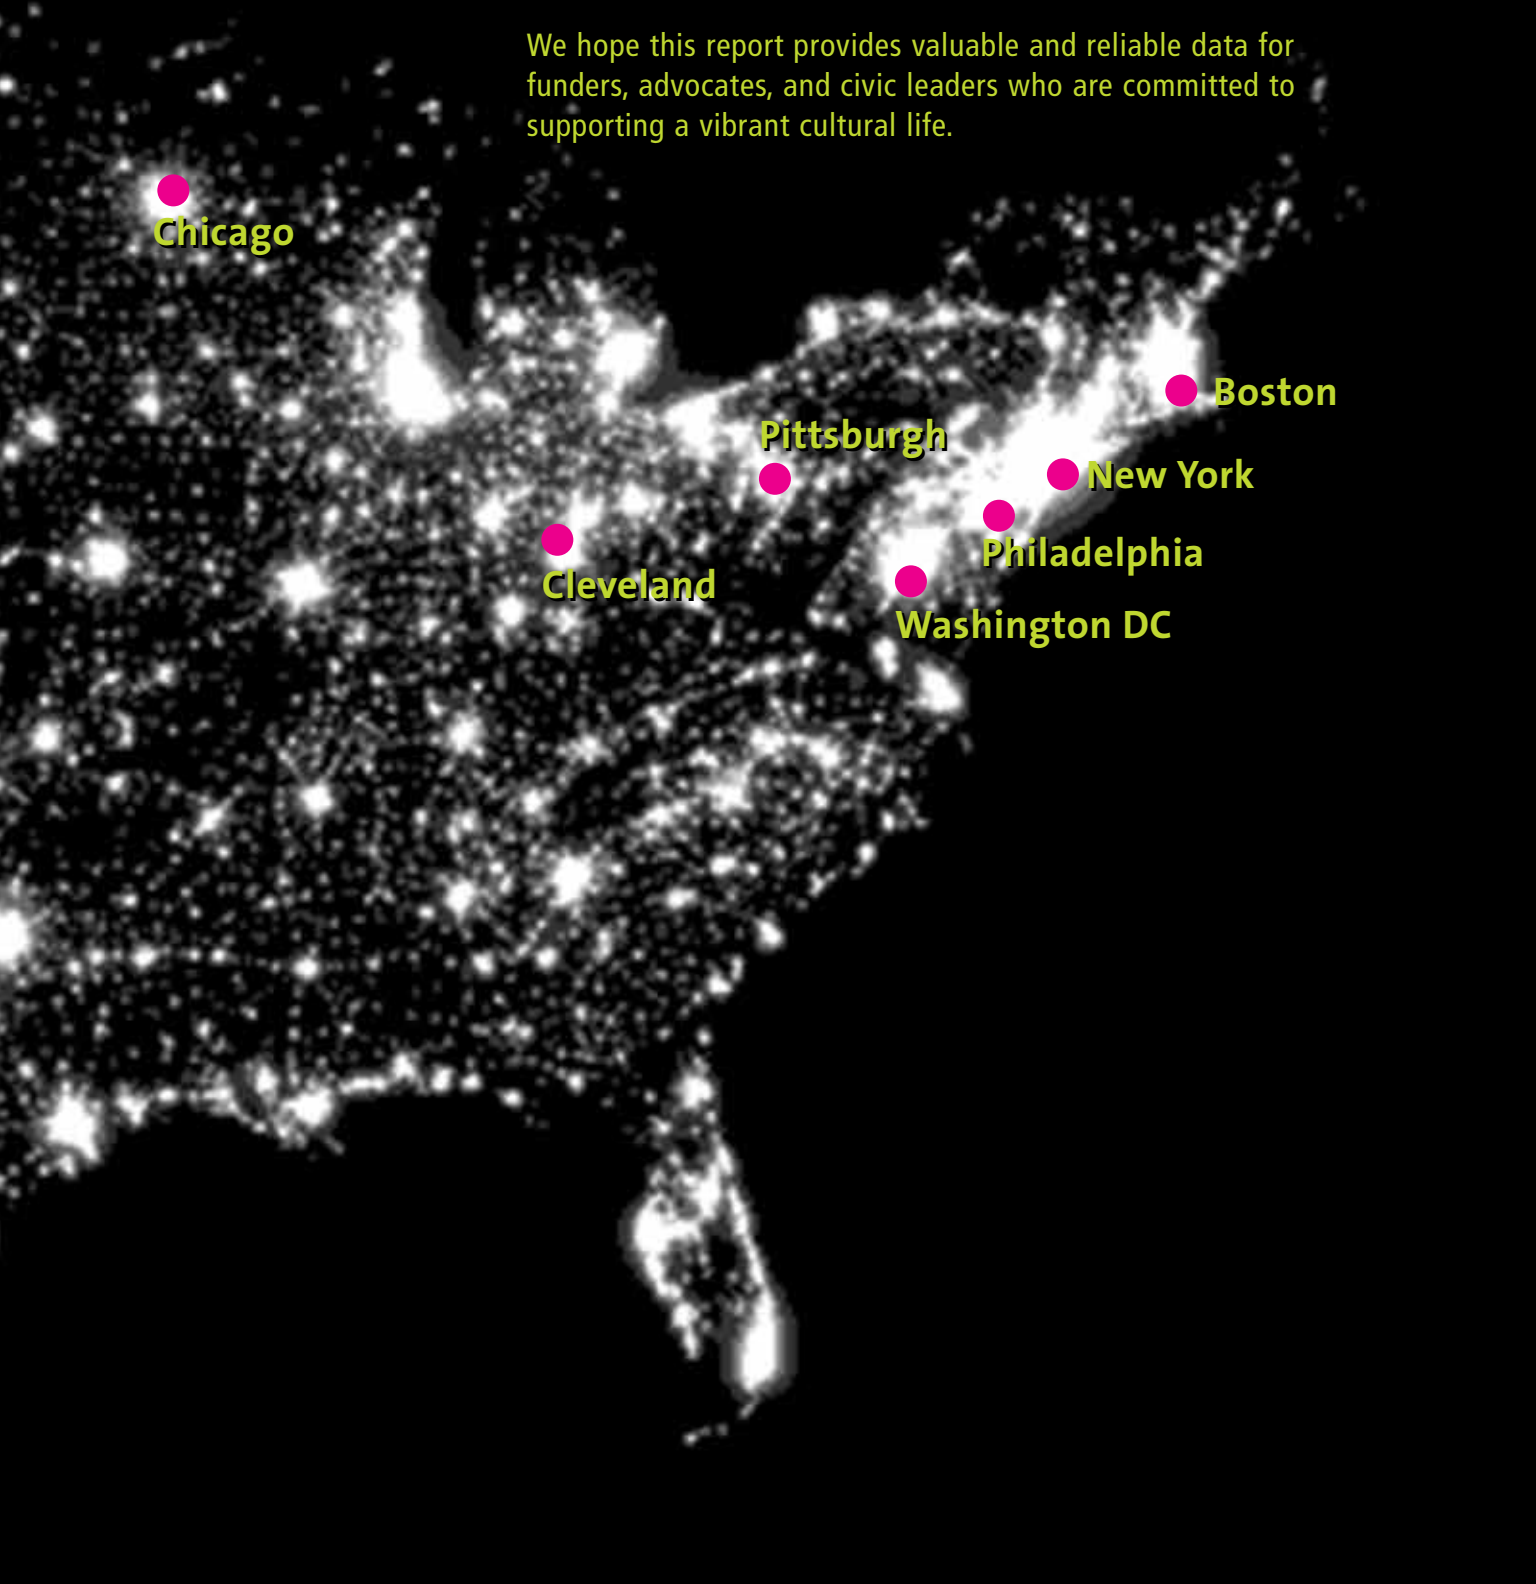 We hope this report provides valuable and reliable data for
funders, advocates, and civic leaders who are committed to
supporting a vibrant cultural life.
Chicago
Boston
Pittsburgh
New York
Philadelphia
Cleveland
Washington DC